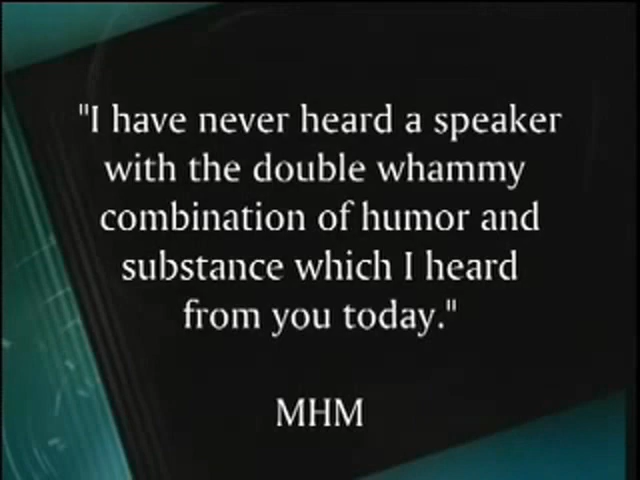 "I have never heard a speaker
with the double whammy
combination of humor and
substance which I heard
from you today."
MHM